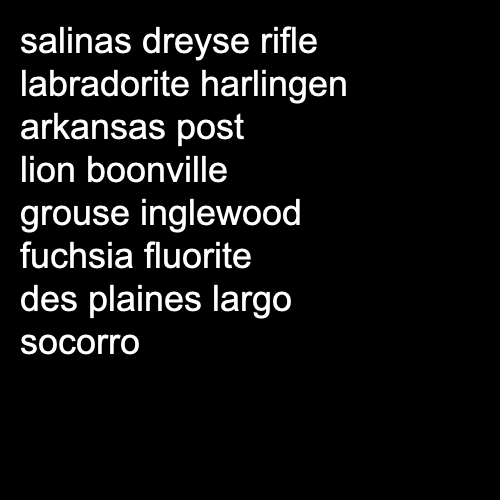 salinas dreyse rifle
labradorite harlingen
arkansas post
lion boonville
grouse inglewood
fuchsia fluorite
des plaines largo
socorro